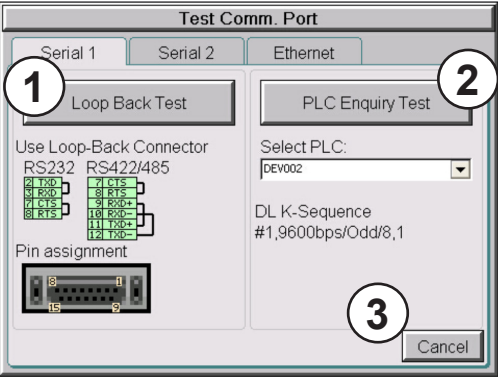 Test Comm. Port
Serial 1 Serial 2 Ethernet
1
Loop Back Test
2
PLC Enquiry Test
Use Loop-Back Connector
RS232 RS422/485
2 TXD
3 RXD
7 CTS
8 RTS
7 CTS
8 RTS
9 RXD+
10 RXD-
11 TXD+
12 TXD-
Pin assignment
8 1
15 9
Select PLC:
DEV002
DL K-Sequence
#1,9600bps/Odd/8,1
3
Cancel